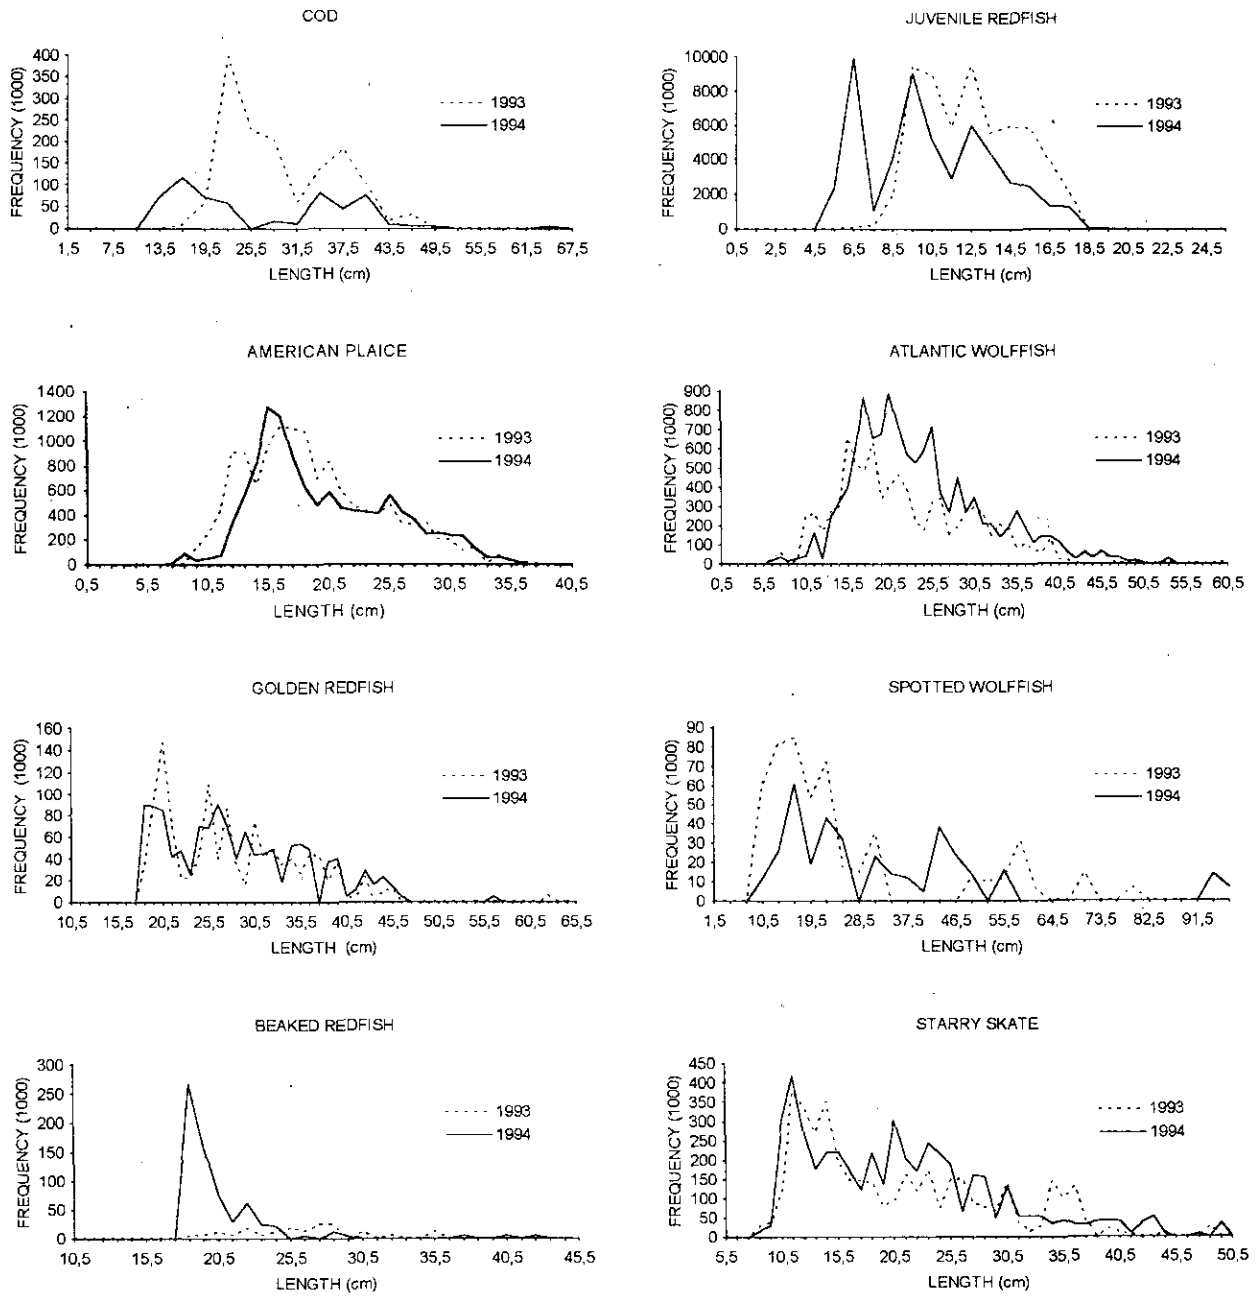 COD
FREQUENCY (1000)
400
350
300
250
200
150
100
50
0
1993
1994
1,5 7,5 13,5 19,5 25,5 31,5 37,5 43,5 49,5 55,5 61,5 67,5
LENGTH (cm)
JUVENILE REDFISH
FREQUENCY (1000)
10000
8000
6000
4000
2000
0
1993
1994
0,5 2,5 4,5 6,5 8,5 10,5 12,5 14,5 16,5 18,5 20,5 22,5 24,5
LENGTH (cm)
AMERICAN PLAICE
FREQUENCY (1000)
1400
1200
1000
800
600
400
200
0
1993
1994
0,5 5,5 10,5 15,5 20,5 25,5 30,5 35,5 40,5
LENGTH (cm)
ATLANTIC WOLFFISH
FREQUENCY (1000)
900
800
700
600
500
400
300
200
100
0
1993
1994
0,5 5,5 10,5 15,5 20,5 25,5 30,5 35,5 40,5 45,5 50,5 55,5 60,5
LENGTH (cm)
GOLDEN REDFISH
FREQUENCY (1000)
160
140
120
100
80
60
40
20
0
1993
1994
10,5 15,5 20,5 25,5 30,5 35,5 40,5 45,5 50,5 55,5 60,5 65,5
LENGTH (cm)
SPOTTED WOLFFISH
FREQUENCY (1000)
90
80
70
60
50
40
30
20
10
0
1993
1994
1,5 10,5 19,5 28,5 37,5 46,5 55,5 64,5 73,5 82,5 91,5
LENGTH (cm)
BEAKED REDFISH
FREQUENCY (1000)
300
250
200
150
100
50
0
1993
1994
10,5 15,5 20,5 25,5 30,5 35,5 40,5 45,5
LENGTH (cm)
STARRY SKATE
FREQUENCY (1000)
450
400
350
300
250
200
150
100
50
0
1993
1994
5,5 10,5 15,5 20,5 25,5 30,5 35,5 40,5 45,5 50,5
LENGTH (cm)